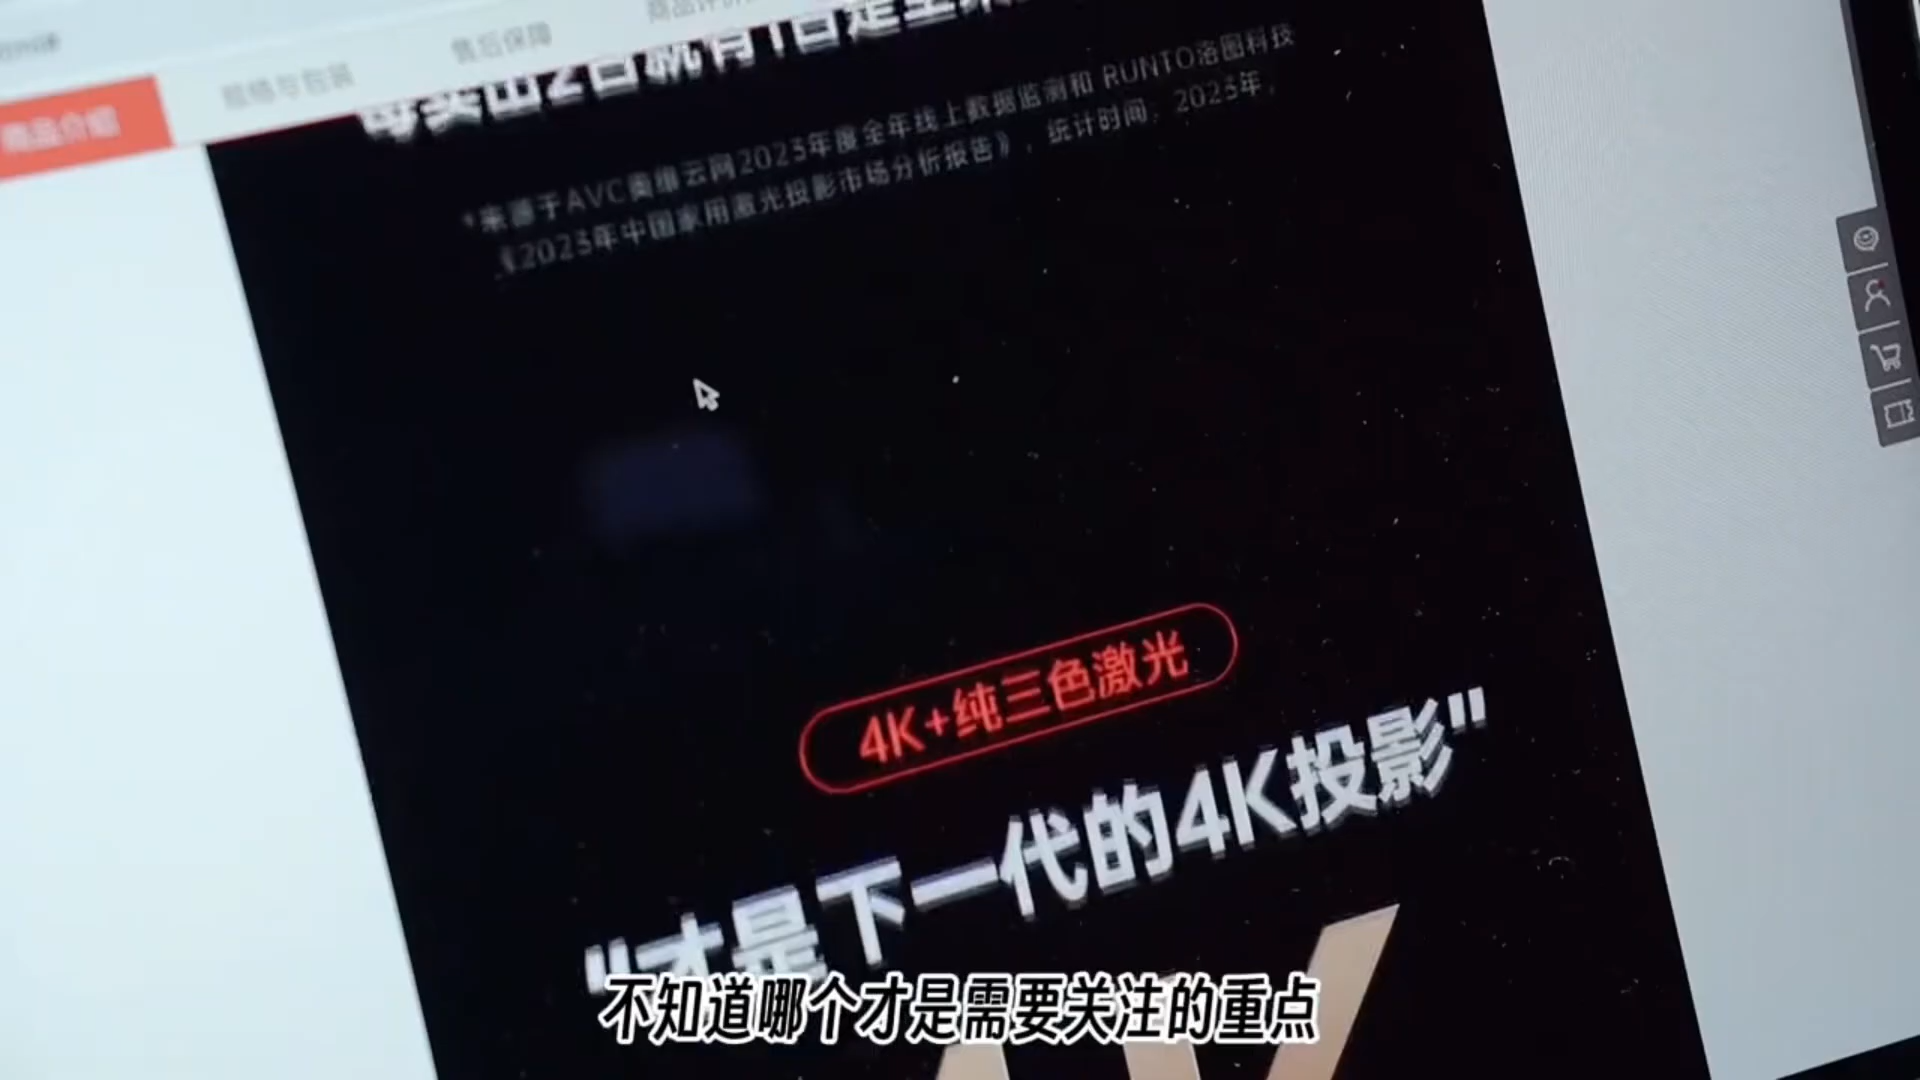 售后保障
规格与包装
商品介绍
*来源于AVC奥维云网2023年度全年线上数据监测和 RUNTO洛图科技
《2023年中国家用激光投影市场分析报告》，统计时间：2023年。
4K+纯三色激光
“才是下一代的4K投影”
不知道哪个才是需要关注的重点